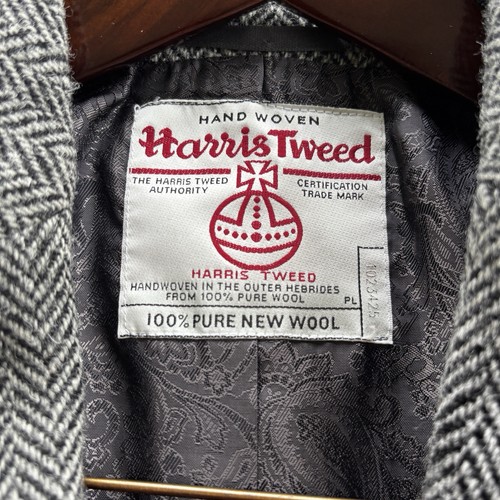 HAND WOVEN
Harris Tweed
THE HARRIS TWEED AUTHORITY
CERTIFICATION TRADE MARK
HARRIS TWEED
HANDWOVEN IN THE OUTER HEBRIDES
FROM 100% PURE WOOL
PL
1023425
100% PURE NEW WOOL